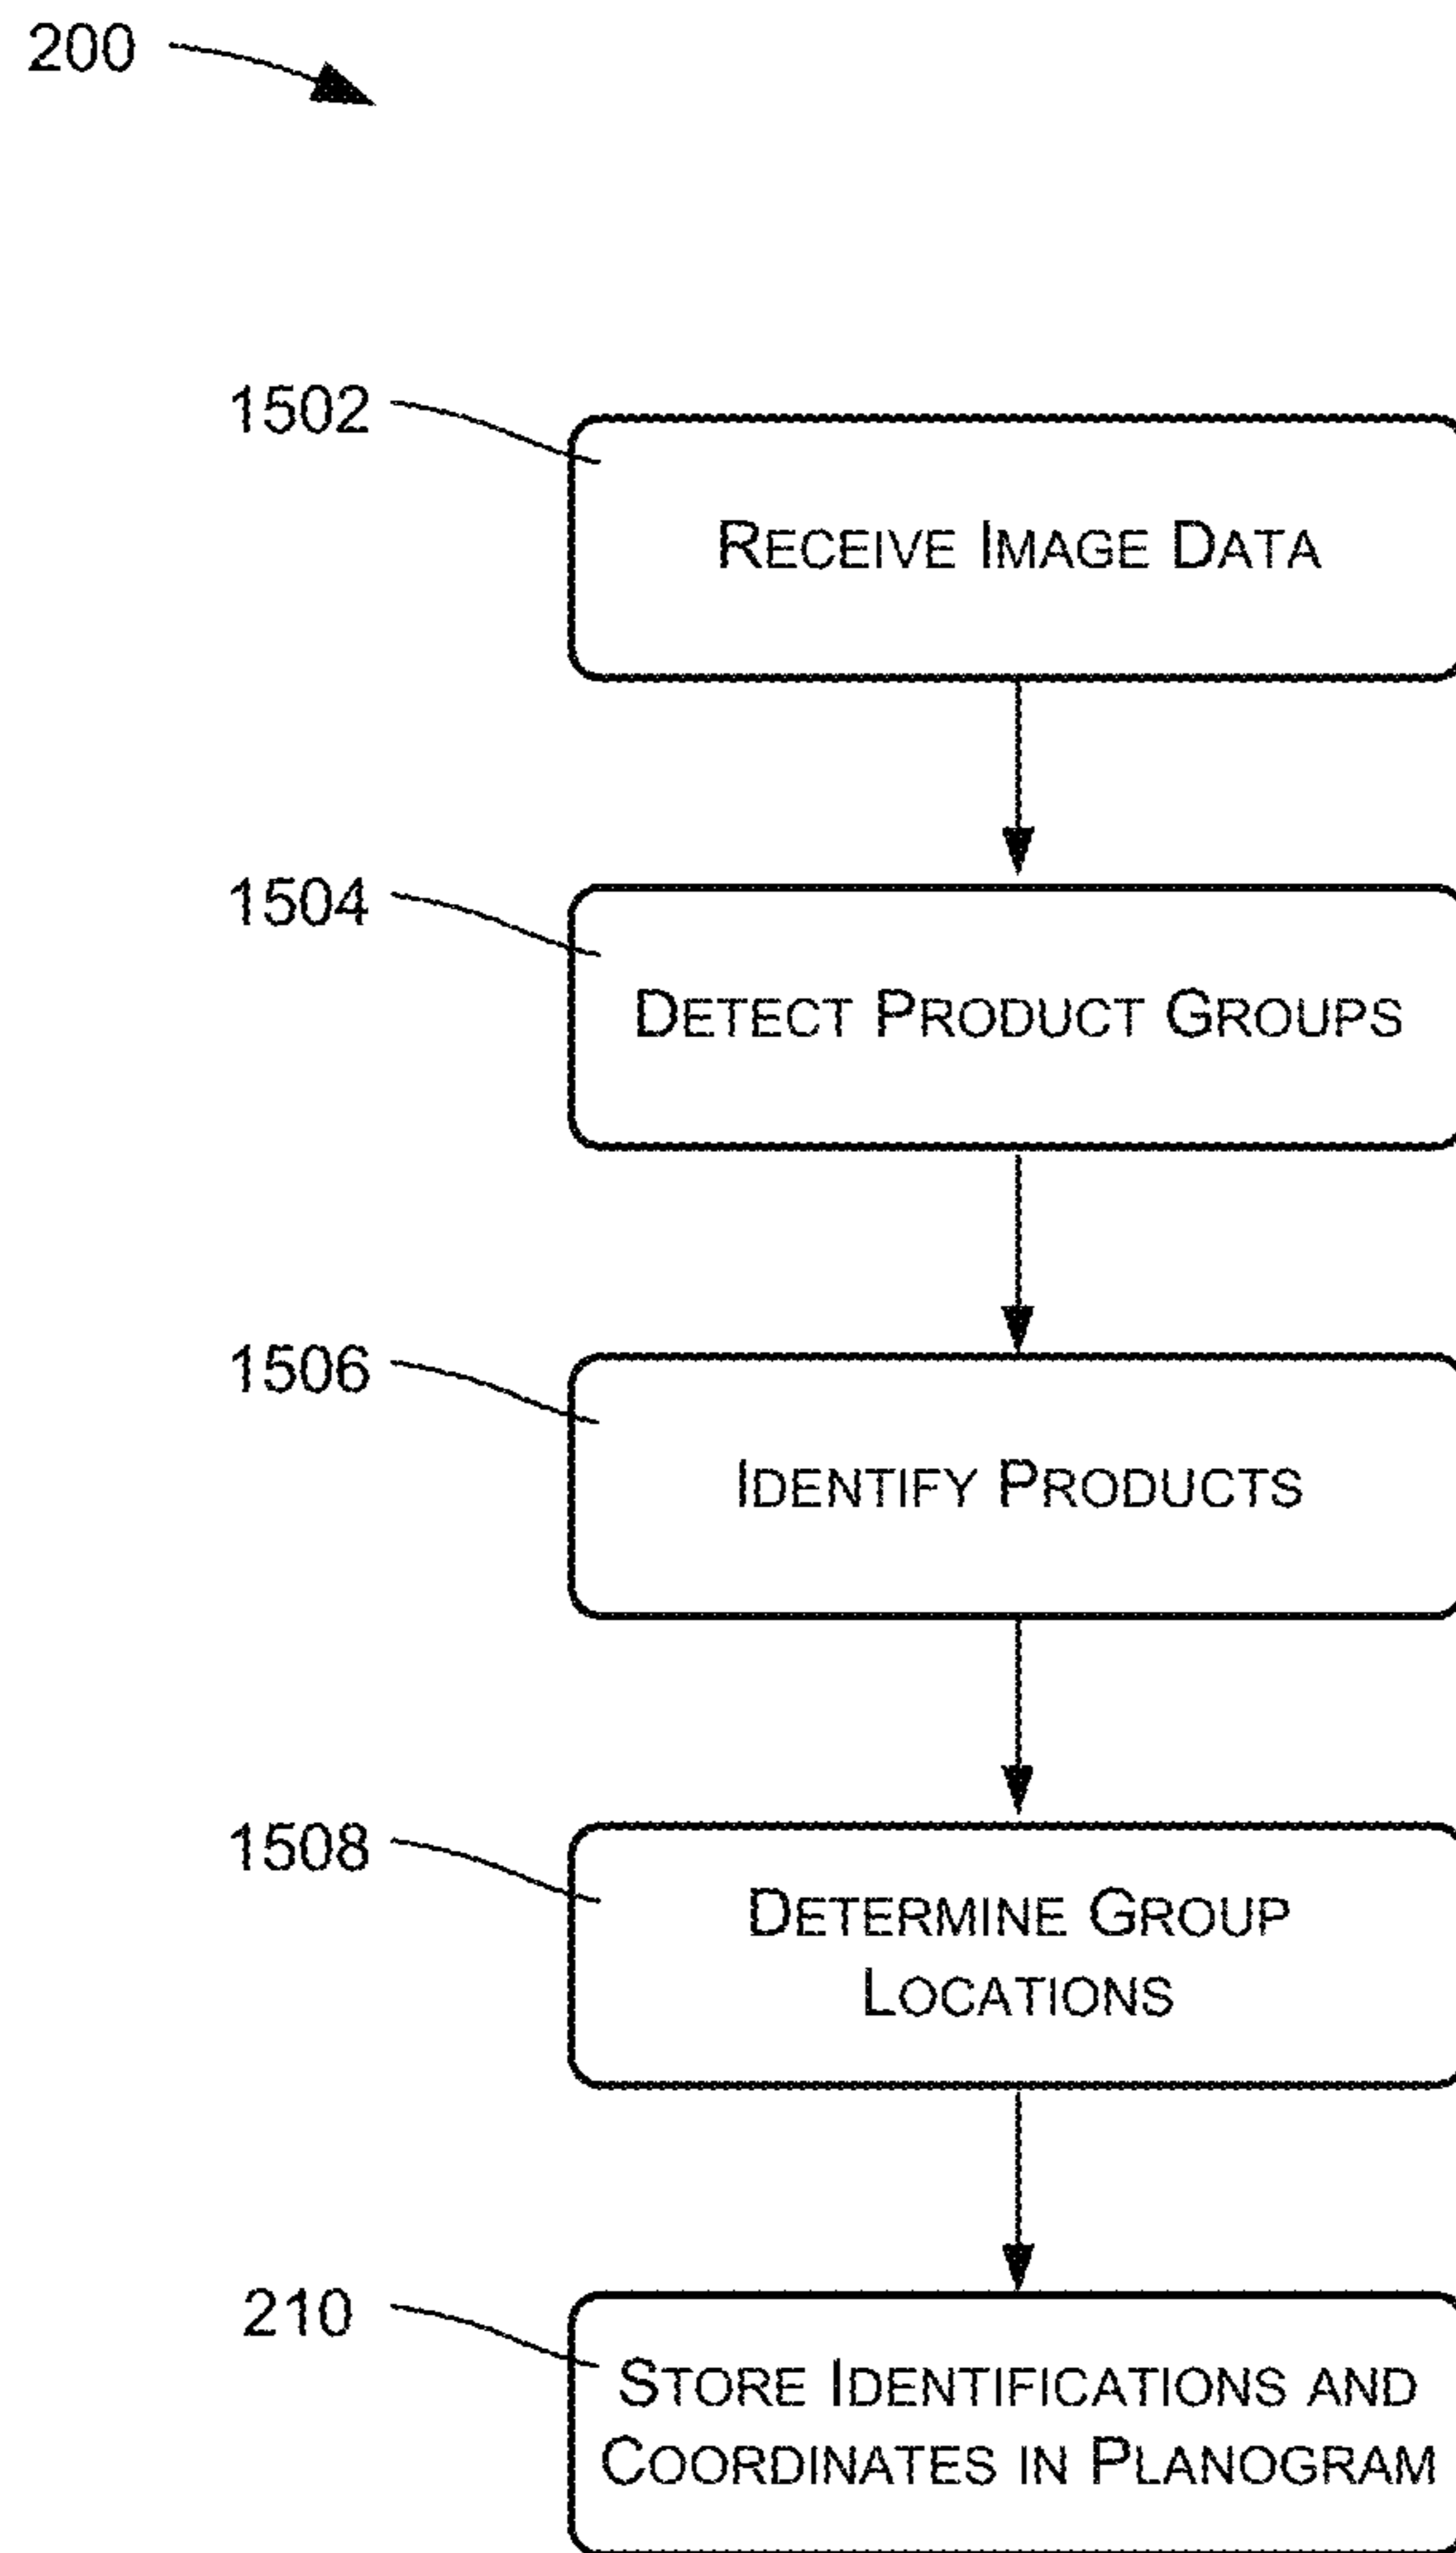 200
1502
RECEIVE IMAGE DATA
1504
DETECT PRODUCT GROUPS
1506
IDENTIFY PRODUCTS
1508
DETERMINE GROUP
LOCATIONS
210
STORE IDENTIFICATIONS AND
COORDINATES IN PLANOGRAM